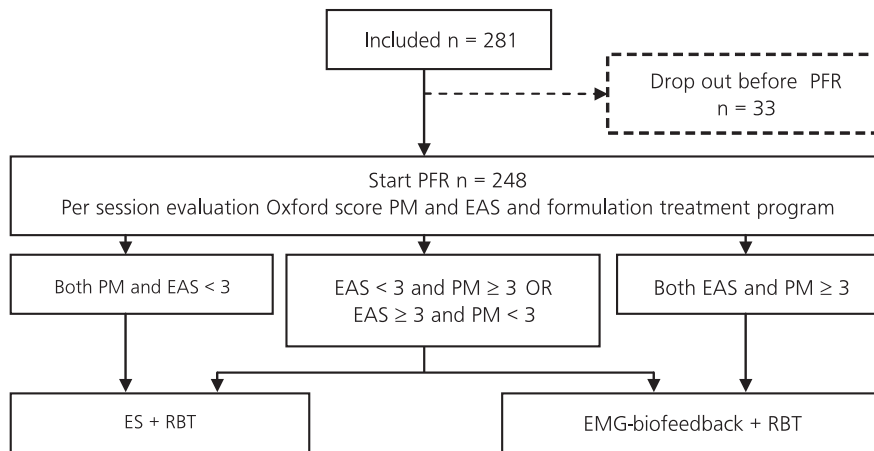 Included n = 281
Drop out before PFR
n = 33
Start PFR n = 248
Per session evaluation Oxford score PM and EAS and formulation treatment program
Both PM and EAS < 3
EAS < 3 and PM ≥ 3 OR
EAS ≥ 3 and PM < 3
Both EAS and PM ≥ 3
ES + RBT
EMG-biofeedback + RBT